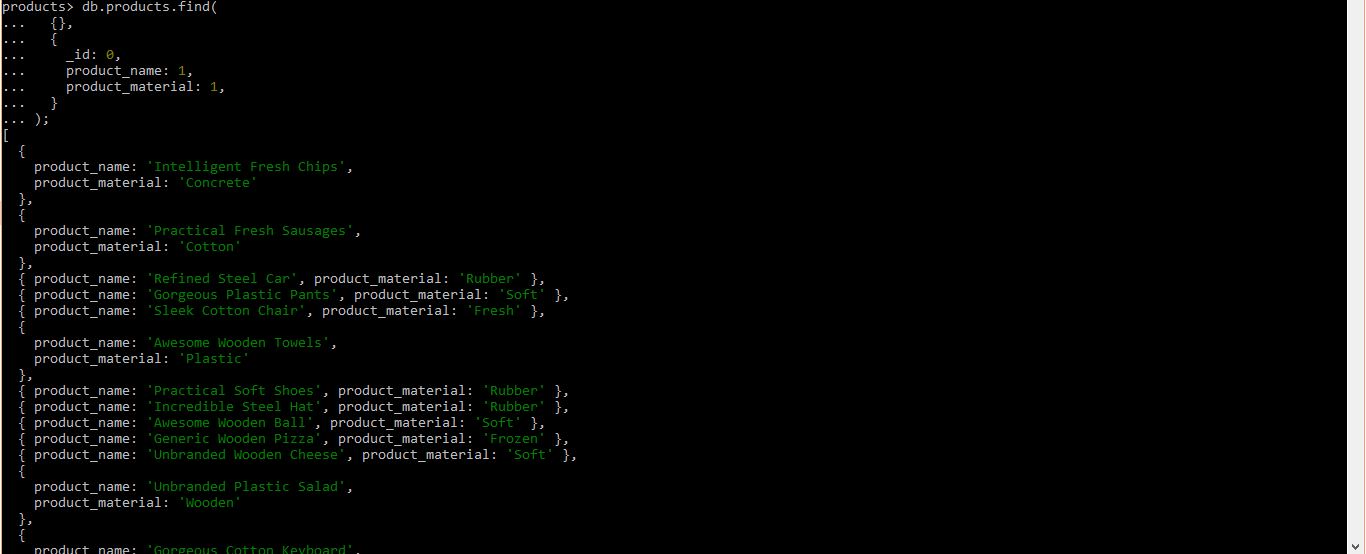 products> db.products.find(
...   {},
...   {
...     _id: 0,
...     product_name: 1,
...     product_material: 1,
...   }
... );
[
  {
    product_name: 'Intelligent Fresh Chips',
    product_material: 'Concrete'
  },
  {
    product_name: 'Practical Fresh Sausages',
    product_material: 'Cotton'
  },
  { product_name: 'Refined Steel Car', product_material: 'Rubber' },
  { product_name: 'Gorgeous Plastic Pants', product_material: 'Soft' },
  { product_name: 'Sleek Cotton Chair', product_material: 'Fresh' },
  {
    product_name: 'Awesome Wooden Towels',
    product_material: 'Plastic'
  },
  { product_name: 'Practical Soft Shoes', product_material: 'Rubber' },
  { product_name: 'Incredible Steel Hat', product_material: 'Rubber' },
  { product_name: 'Awesome Wooden Ball', product_material: 'Soft' },
  { product_name: 'Generic Wooden Pizza', product_material: 'Frozen' },
  { product_name: 'Unbranded Wooden Cheese', product_material: 'Soft' },
  {
    product_name: 'Unbranded Plastic Salad',
    product_material: 'Wooden'
  },
  {
    product_name: 'Gorgeous Cotton Keyboard',